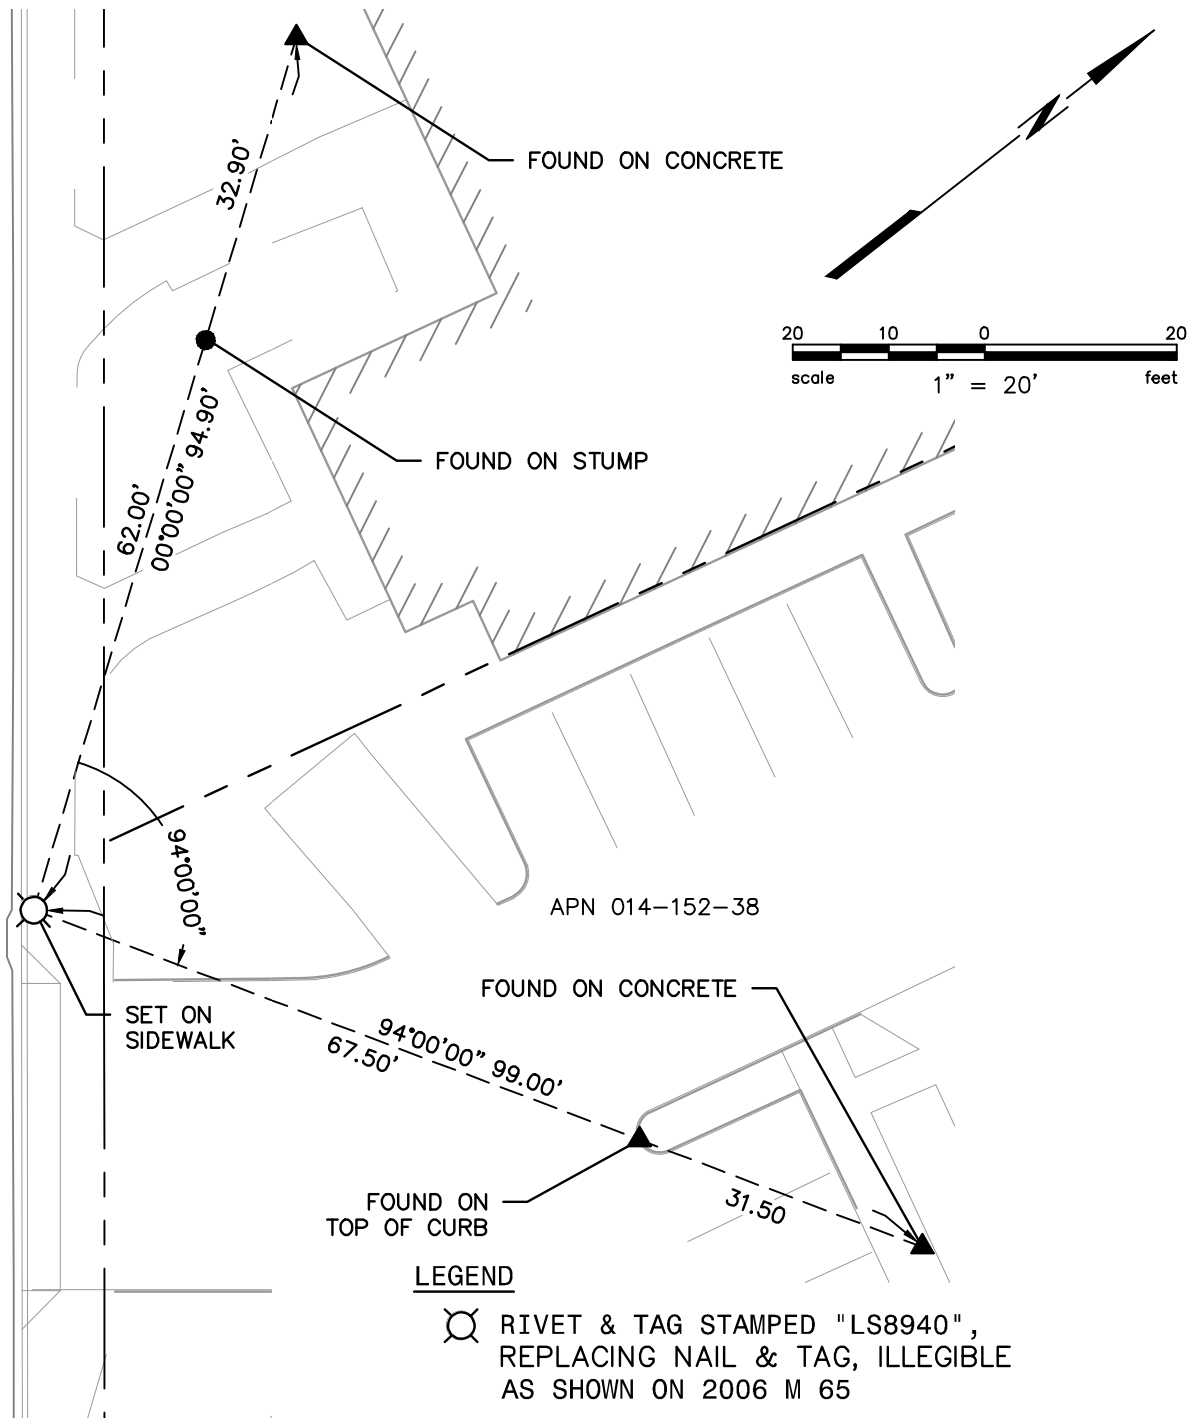 FOUND ON CONCRETE
32.90'
N
20 10 0 20
scale 1" = 20' feet
FOUND ON STUMP
62.00'
00°00'00" 94.90'
94°00'00"
APN 014-152-38
FOUND ON CONCRETE
SET ON
SIDEWALK
94°00'00" 99.00'
67.50'
FOUND ON
TOP OF CURB
31.50
LEGEND
RIVET & TAG STAMPED "LS8940",
REPLACING NAIL & TAG, ILLEGIBLE
AS SHOWN ON 2006 M 65